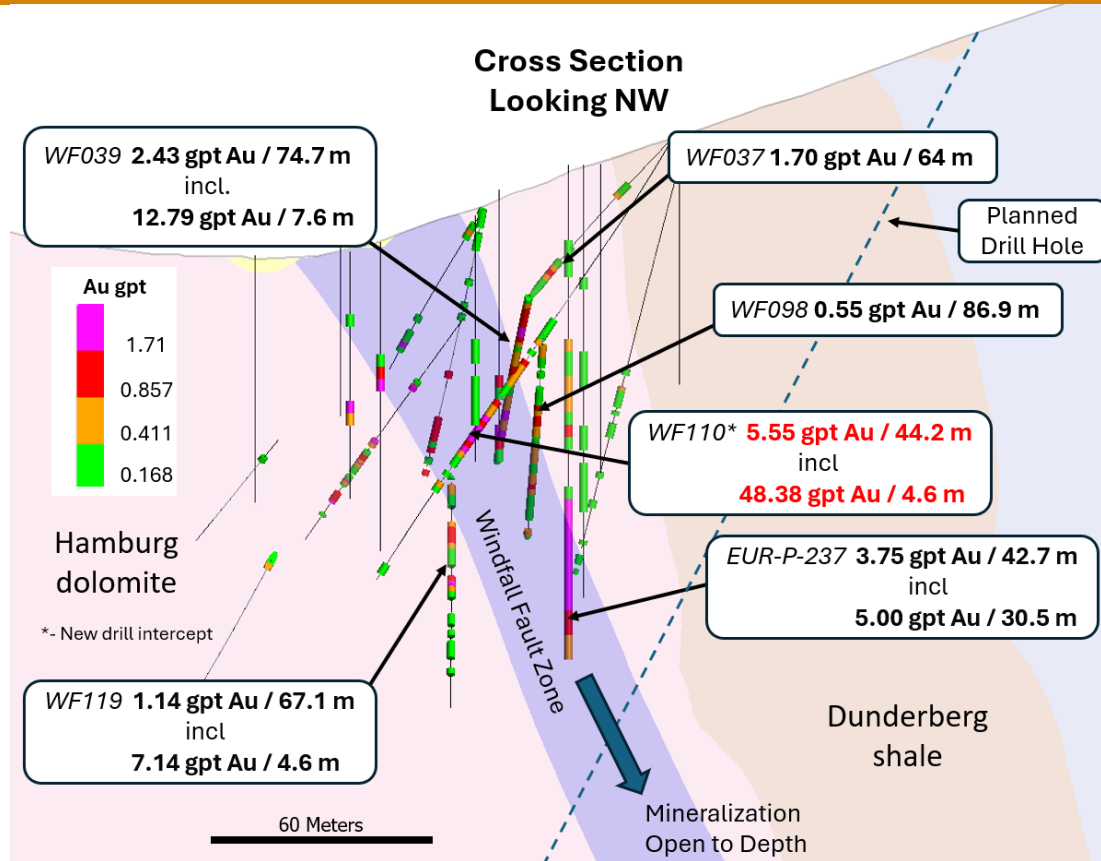 Cross Section
Looking NW
WF039 2.43 gpt Au / 74.7 m
incl.
12.79 gpt Au / 7.6 m
WF037 1.70 gpt Au / 64 m
Planned
Drill Hole
Au gpt
1.71
0.857
0.411
0.168
WF098 0.55 gpt Au / 86.9 m
WF110* 5.55 gpt Au / 44.2 m
incl
48.38 gpt Au / 4.6 m
Hamburg
dolomite
*- New drill intercept
Windfall Fault Zone
EUR-P-237 3.75 gpt Au / 42.7 m
incl
5.00 gpt Au / 30.5 m
WF119 1.14 gpt Au / 67.1 m
incl
7.14 gpt Au / 4.6 m
Dunderberg
shale
Mineralization
Open to Depth
60 Meters